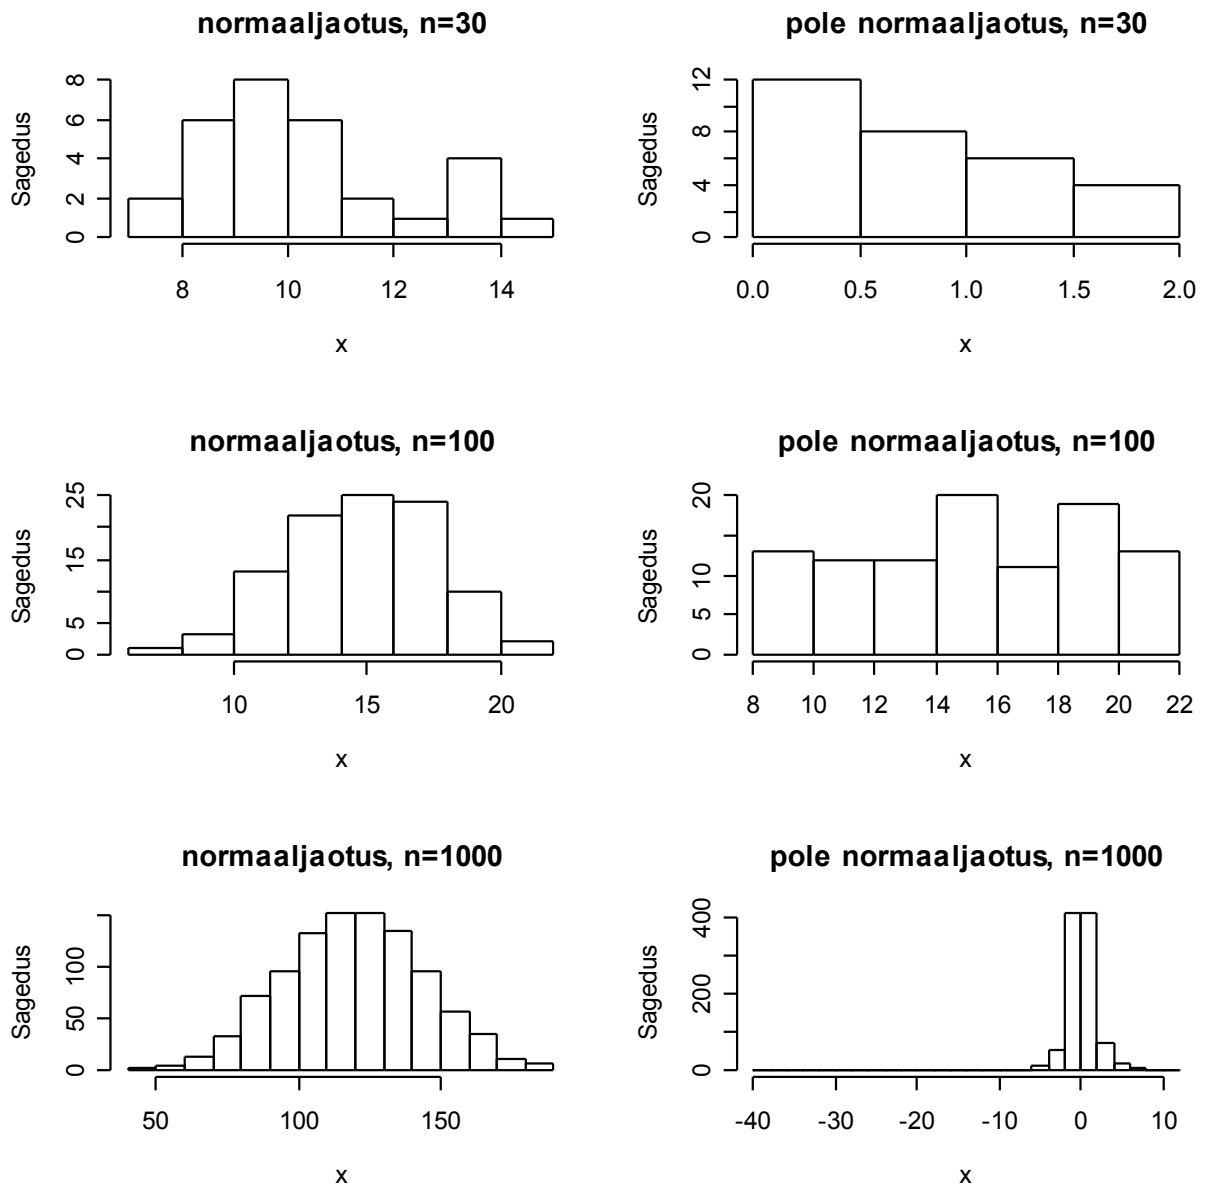 normaaljaotus, n=30
Sagedus
0 2 4 6 8
8 10 12 14
x
pole normaaljaotus, n=30
Sagedus
0 4 8 12
0.0 0.5 1.0 1.5 2.0
x
normaaljaotus, n=100
Sagedus
0 5 15 25
10 15 20
x
pole normaaljaotus, n=100
Sagedus
0 5 10 20
8 10 12 14 16 18 20 22
x
normaaljaotus, n=1000
Sagedus
0 50 100
50 100 150
x
pole normaaljaotus, n=1000
Sagedus
0 200 400
-40 -30 -20 -10 0 10
x